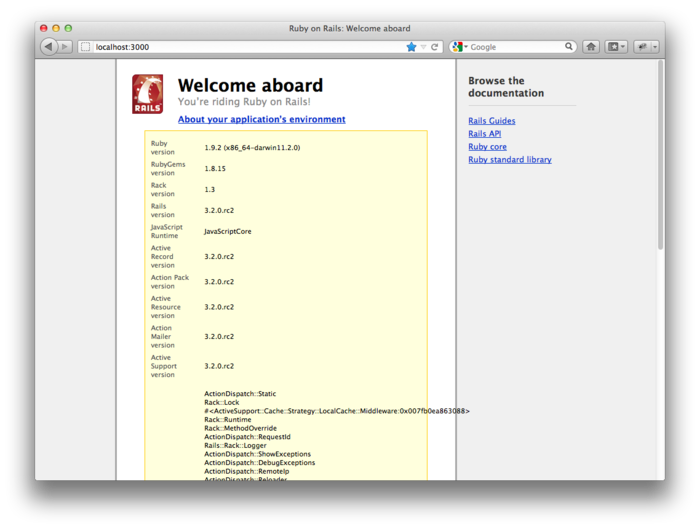 Ruby on Rails: Welcome aboard
localhost:3000
Google
RAILS
Welcome aboard
You're riding Ruby on Rails!
About your application's environment
Ruby
version
1.9.2 (x86_64-darwin11.2.0)
RubyGems
version
1.8.15
Rack
version
1.3
Rails
version
3.2.0.rc2
JavaScript
Runtime
JavaScriptCore
Active
Record
version
3.2.0.rc2
Action Pack
version
3.2.0.rc2
Active
Resource
version
3.2.0.rc2
Action
Mailer
version
3.2.0.rc2
Active
Support
version
3.2.0.rc2
ActionDispatch::Static
Rack::Lock
#<ActiveSupport::Cache::Strategy::LocalCache::Middleware:0x007fb0ea863088>
Rack::Runtime
Rack::MethodOverride
ActionDispatch::RequestId
Rails::Rack::Logger
ActionDispatch::ShowExceptions
ActionDispatch::DebugExceptions
ActionDispatch::RemoteIp
ActionDispatch::Reloader
Browse the
documentation
Rails Guides
Rails API
Ruby core
Ruby standard library